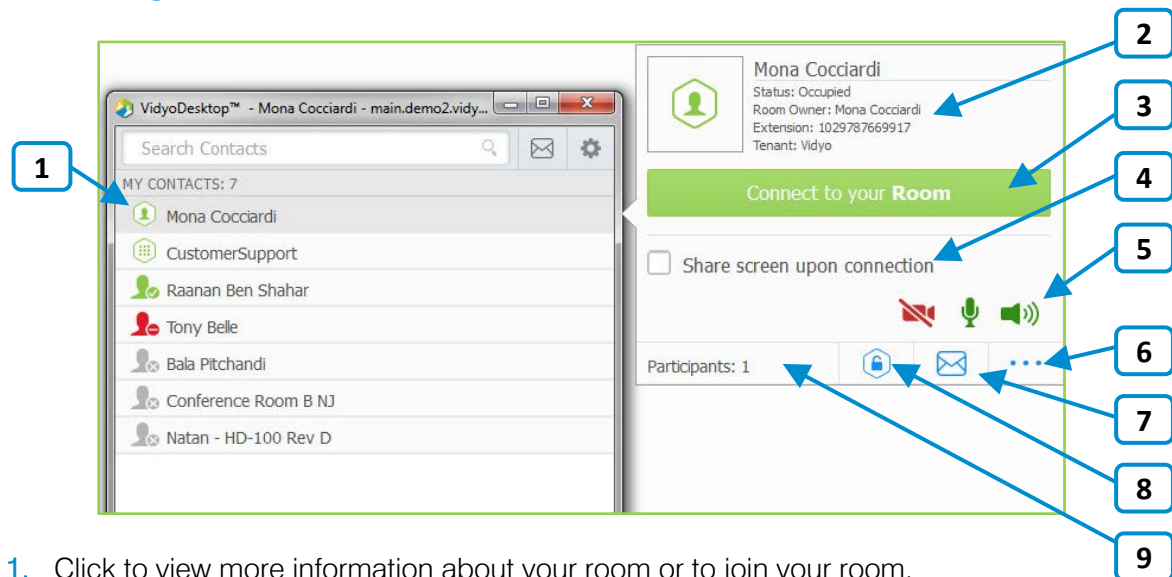 VidyoDesktop™ - Mona Cocciardi - main.demo2.vidy...
Search Contacts
MY CONTACTS: 7
Mona Cocciardi
CustomerSupport
Raanan Ben Shahar
Tony Belle
Bala Pitchandi
Conference Room B NJ
Natan - HD-100 Rev D
Mona Cocciardi
Status: Occupied
Room Owner: Mona Cocciardi
Extension: 1029787669917
Tenant: Vidyo
Connect to your Room
Share screen upon connection
Participants: 1
1
2
3
4
5
6
7
8
9
1. Click to view more information about your room or to join your room.